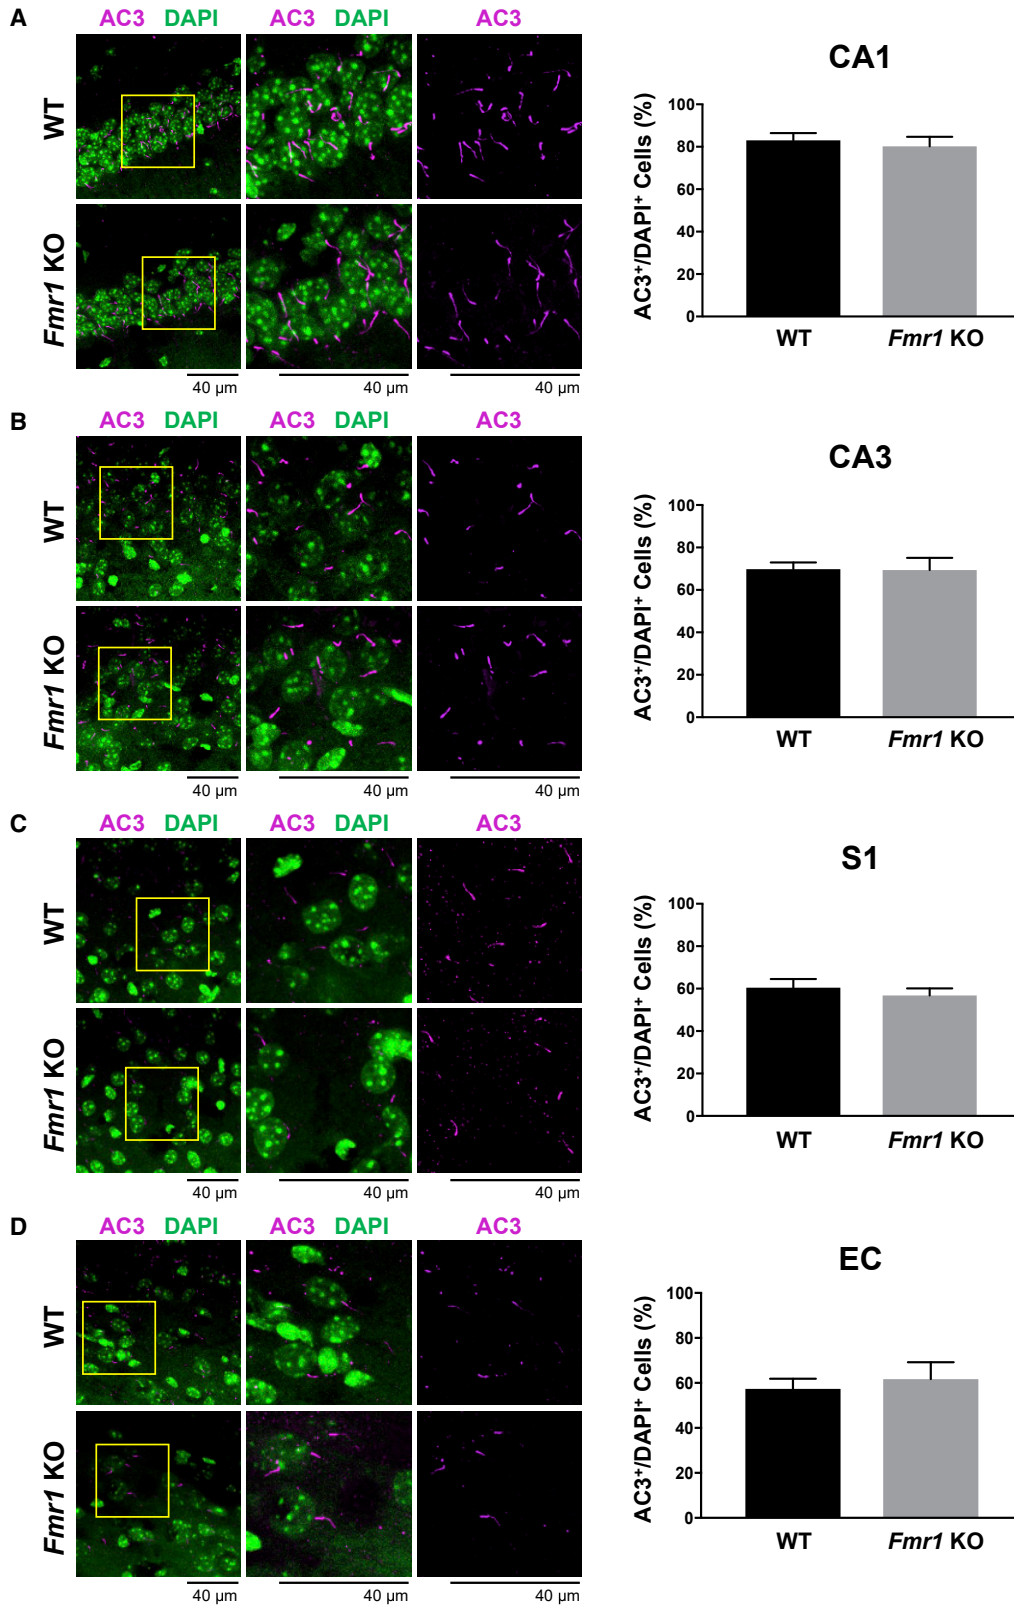 A
AC3 DAPI AC3 DAPI AC3
WT
Fmr1 KO
40 µm 40 µm 40 µm
CA1
AC3⁺/DAPI⁺ Cells (%)
100
80
60
40
20
0
WT Fmr1 KO
B
AC3 DAPI AC3 DAPI AC3
WT
Fmr1 KO
40 µm 40 µm 40 µm
CA3
AC3⁺/DAPI⁺ Cells (%)
100
80
60
40
20
0
WT Fmr1 KO
C
AC3 DAPI AC3 DAPI AC3
WT
Fmr1 KO
40 µm 40 µm 40 µm
S1
AC3⁺/DAPI⁺ Cells (%)
100
80
60
40
20
0
WT Fmr1 KO
D
AC3 DAPI AC3 DAPI AC3
WT
Fmr1 KO
40 µm 40 µm 40 µm
EC
AC3⁺/DAPI⁺ Cells (%)
100
80
60
40
20
0
WT Fmr1 KO